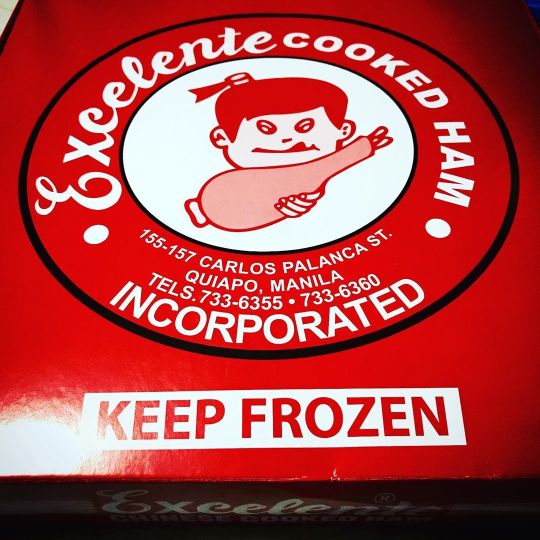 Excelente COOKED HAM
155-157 CARLOS PALANCA ST.
QUIAPO, MANILA
TELS. 733-6355 • 733-6360
INCORPORATED
KEEP FROZEN
Excelente ®
CHINESE COOKED HAM